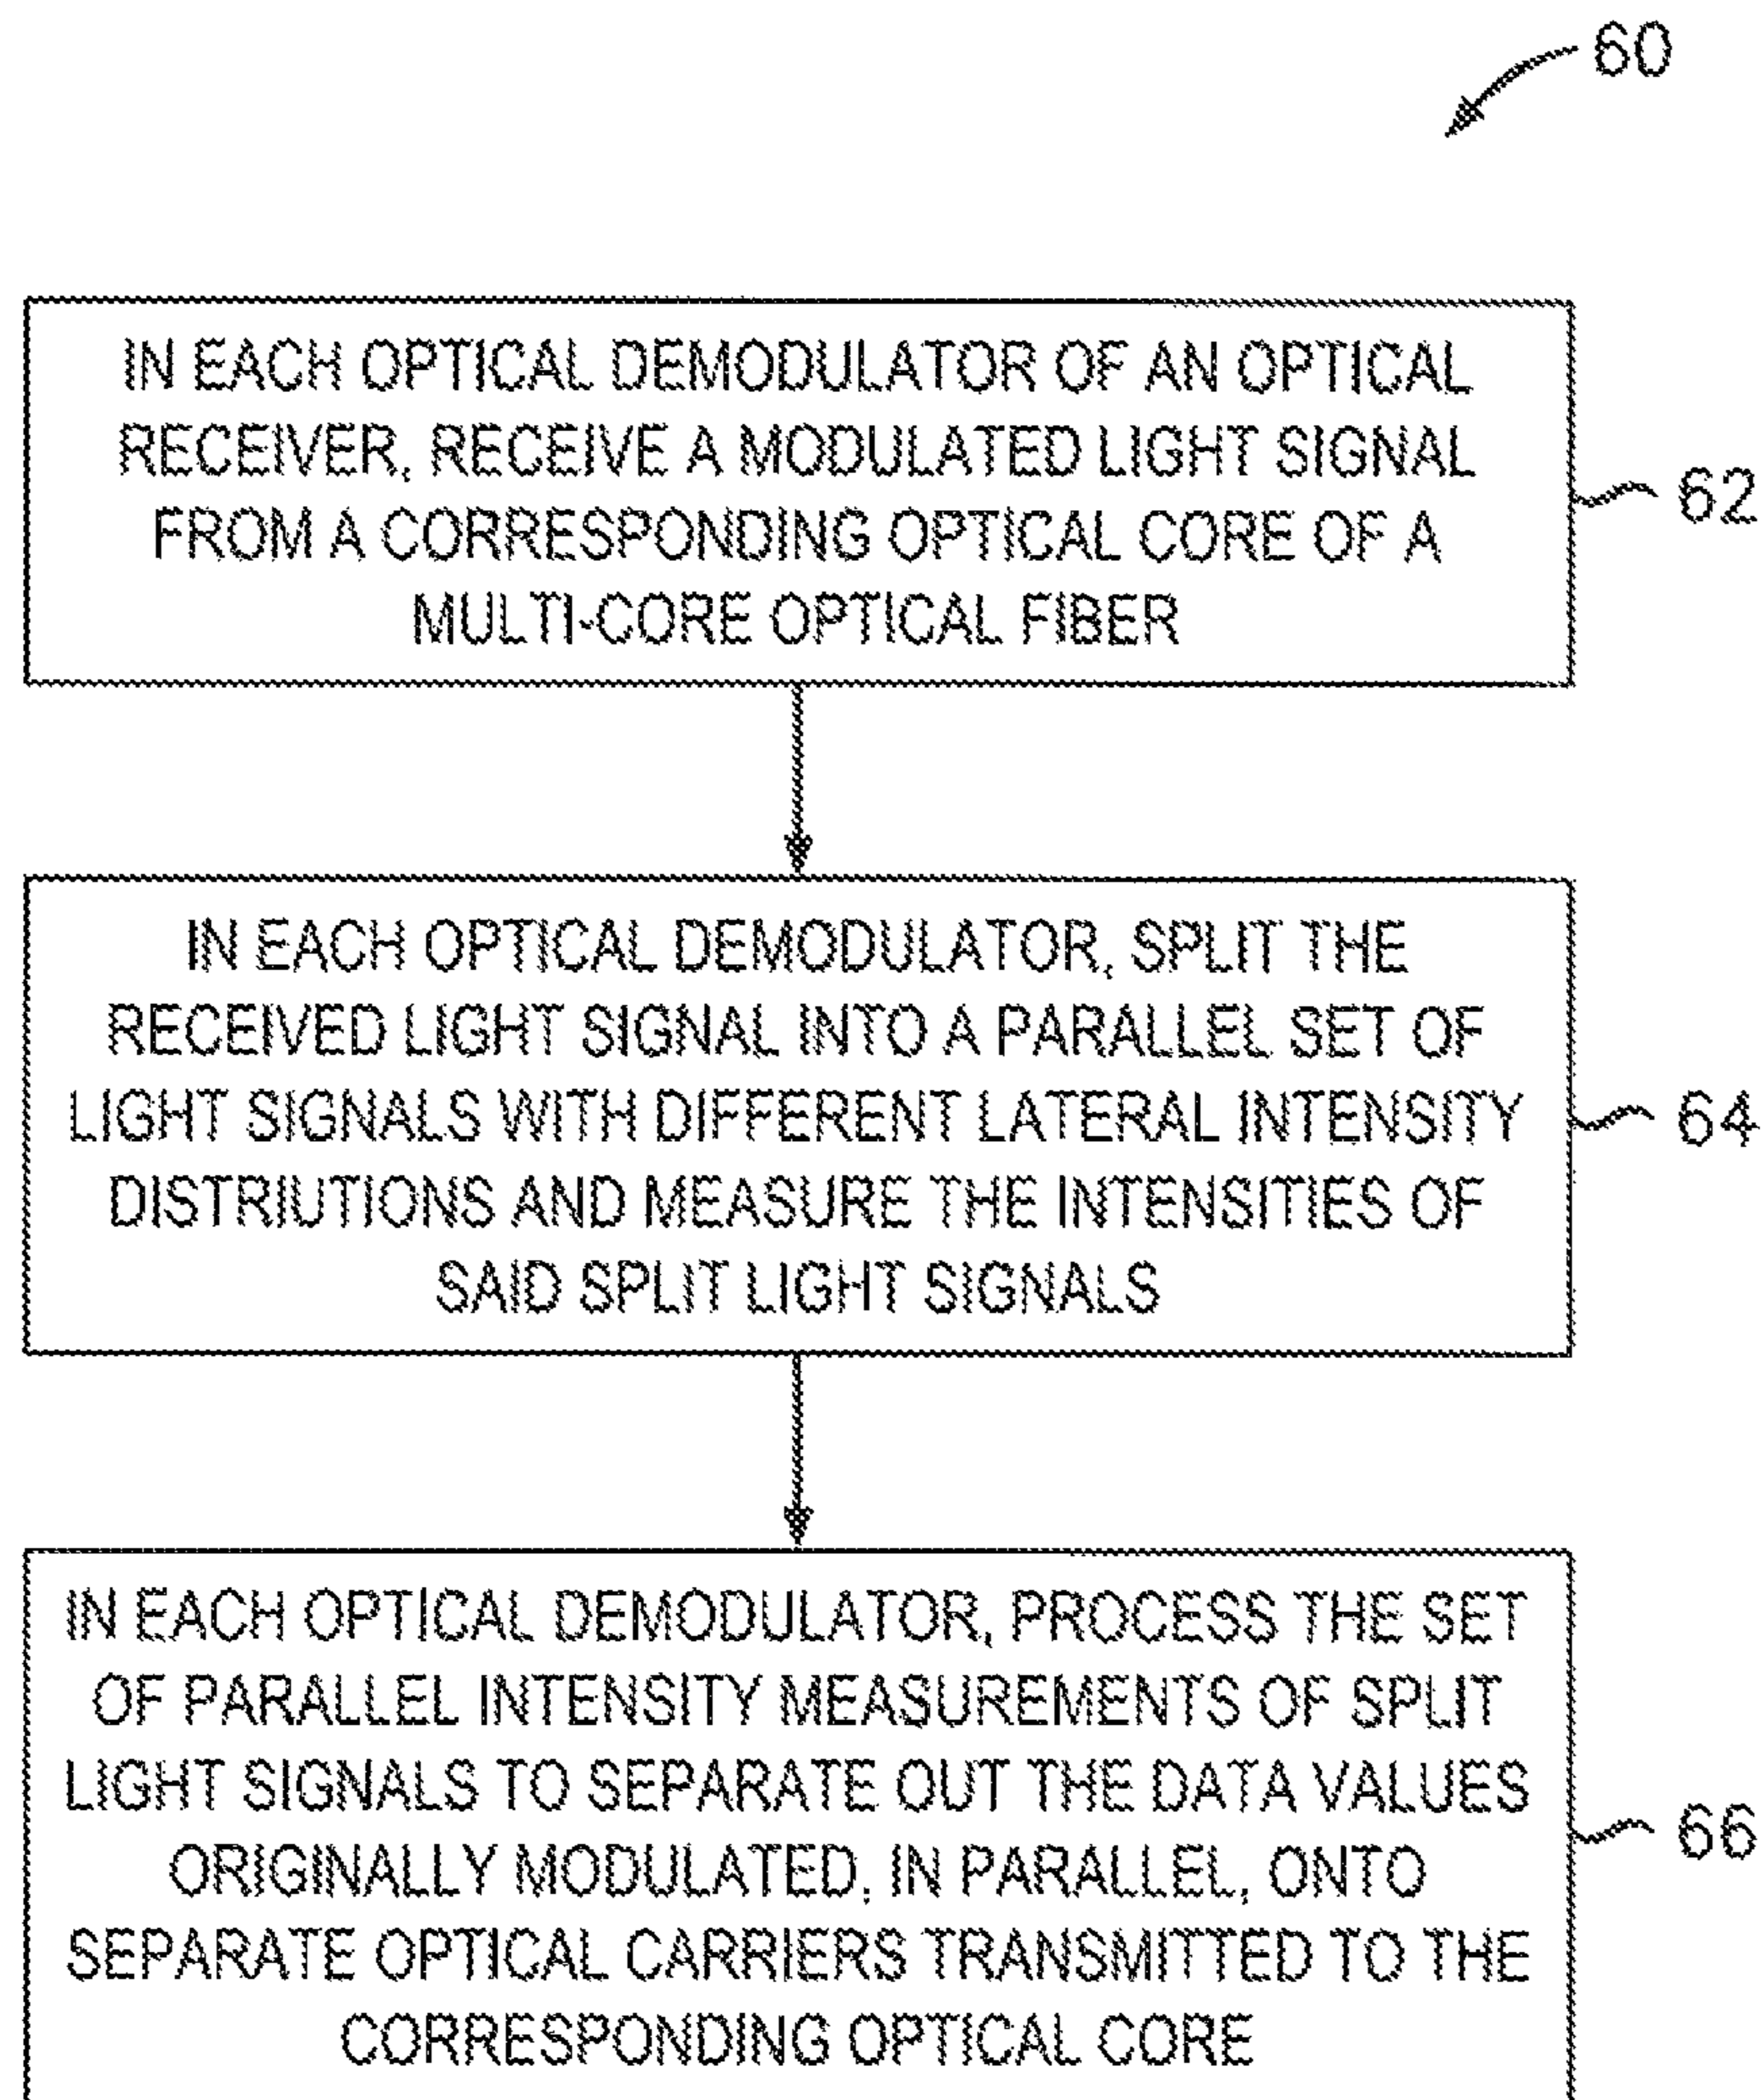 60
IN EACH OPTICAL DEMODULATOR OF AN OPTICAL
RECEIVER, RECEIVE A MODULATED LIGHT SIGNAL
FROM A CORRESPONDING OPTICAL CORE OF A
MULTI-CORE OPTICAL FIBER
62
IN EACH OPTICAL DEMODULATOR, SPLIT THE
RECEIVED LIGHT SIGNAL INTO A PARALLEL SET OF
LIGHT SIGNALS WITH DIFFERENT LATERAL INTENSITY
DISTRIUTIONS AND MEASURE THE INTENSITIES OF
SAID SPLIT LIGHT SIGNALS
64
IN EACH OPTICAL DEMODULATOR, PROCESS THE SET
OF PARALLEL INTENSITY MEASUREMENTS OF SPLIT
LIGHT SIGNALS TO SEPARATE OUT THE DATA VALUES
ORIGINALLY MODULATED, IN PARALLEL, ONTO
SEPARATE OPTICAL CARRIERS TRANSMITTED TO THE
CORRESPONDING OPTICAL CORE
66